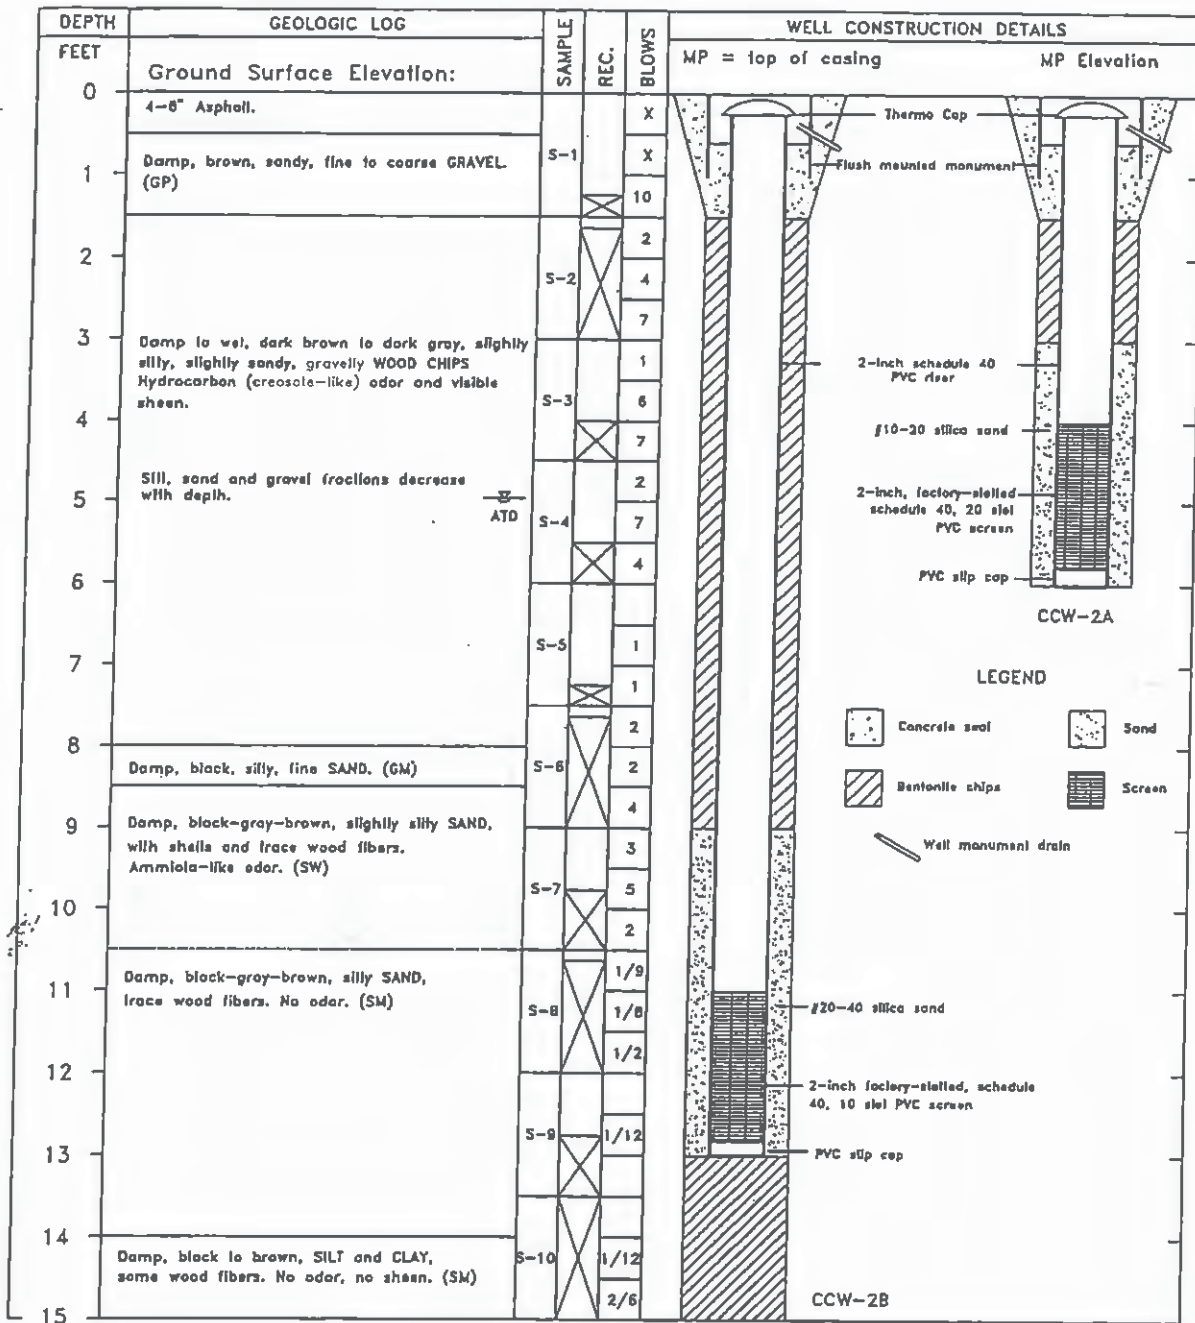 DEPTH
GEOLOGIC LOG
SAMPLE
REC.
BLOWS
WELL CONSTRUCTION DETAILS
FEET
Ground Surface Elevation:
MP = top of casing
MP Elevation
0
4-6" Asphalt.
X
Thermo Cap
S-1
Damp, brown, sandy, fine to coarse GRAVEL.
(GP)
X
Flush mounted monument
1
10
2
2
S-2
4
7
3
Damp to wet, dark brown to dark gray, slightly
silty, slightly sandy, gravelly WOOD CHIPS
Hydrocarbon (creosote-like) odor and visible
sheen.
1
2-inch schedule 40
PVC riser
S-3
6
4
7
#10-20 silica sand
Silt, sand and gravel fractions decrease
with depth.
2
5
ATD
S-4
7
2-inch, factory-slotted
schedule 40, 20 slot
PVC screen
4
6
PVC slip cap
CCW-2A
S-5
1
7
1
LEGEND
2
Concrete seal
Sand
8
Damp, black, silty, fine SAND. (GM)
S-6
2
4
Bentonite chips
Screen
9
Damp, black-gray-brown, slightly silty SAND,
with shells and trace wood fibers.
Ammiola-like odor. (SW)
3
Well monument drain
S-7
5
10
2
Damp, black-gray-brown, silty SAND,
trace wood fibers. No odor. (SM)
1/9
11
S-8
1/6
#20-40 silica sand
1/2
12
2-inch factory-slotted, schedule
40, 10 slot PVC screen
S-9
1/12
13
PVC slip cap
14
Damp, black to brown, SILT and CLAY,
some wood fibers. No odor, no sheen. (SM)
S-10
1/12
2/6
CCW-2B
15